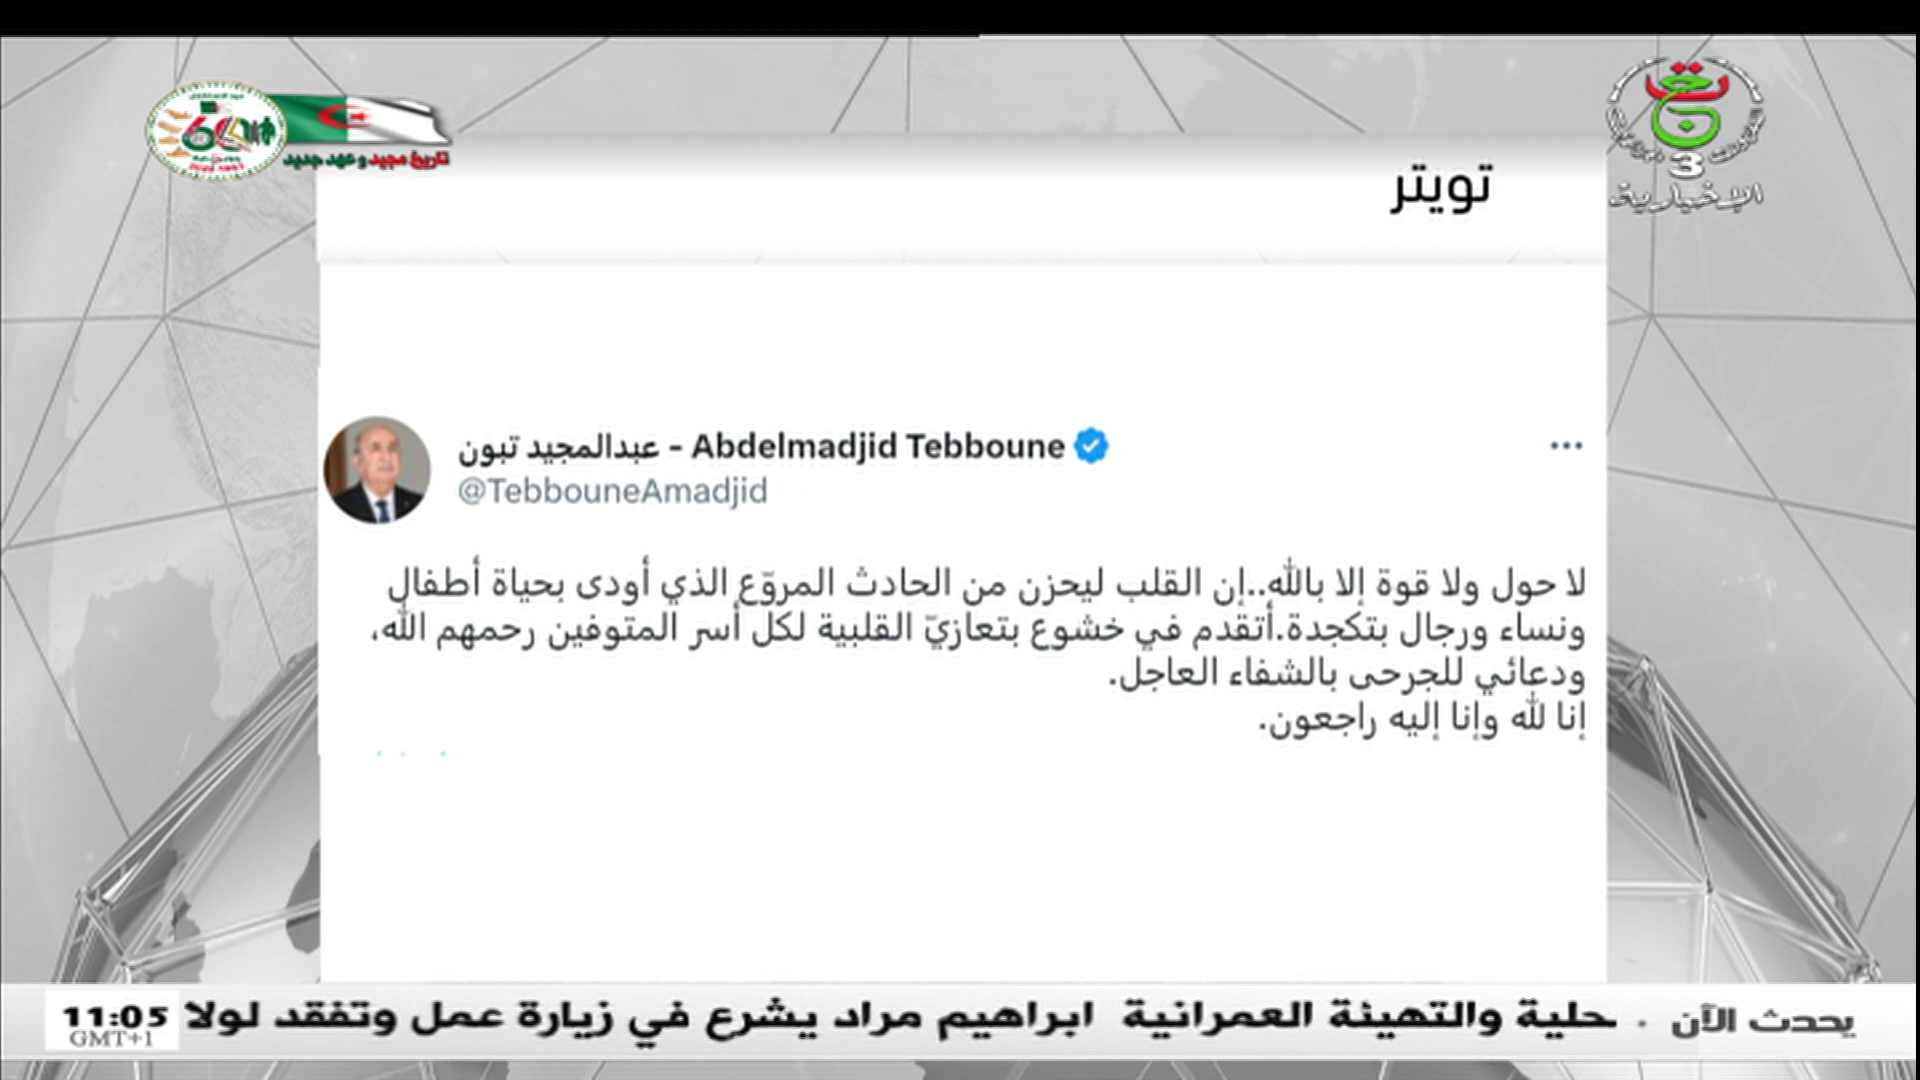 60
تاريخ مجيد وعهد جديد
3
الإخبارية
تويتر
عبدالمجيد تبون - Abdelmadjid Tebboune
@TebbouneAmadjid
لا حول ولا قوة إلا بالله..إن القلب ليحزن من الحادث المروّع الذي أودى بحياة أطفال
ونساء ورجال بتكجدة.أتقدم في خشوع بتعازيّ القلبية لكل أسر المتوفين رحمهم الله،
ودعائي للجرحى بالشفاء العاجل.
إنا لله وإنا إليه راجعون.
يحدث الآن
حلية والتهيئة العمرانية ابراهيم مراد يشرع في زيارة عمل وتفقد لولا
11:05
GMT+1